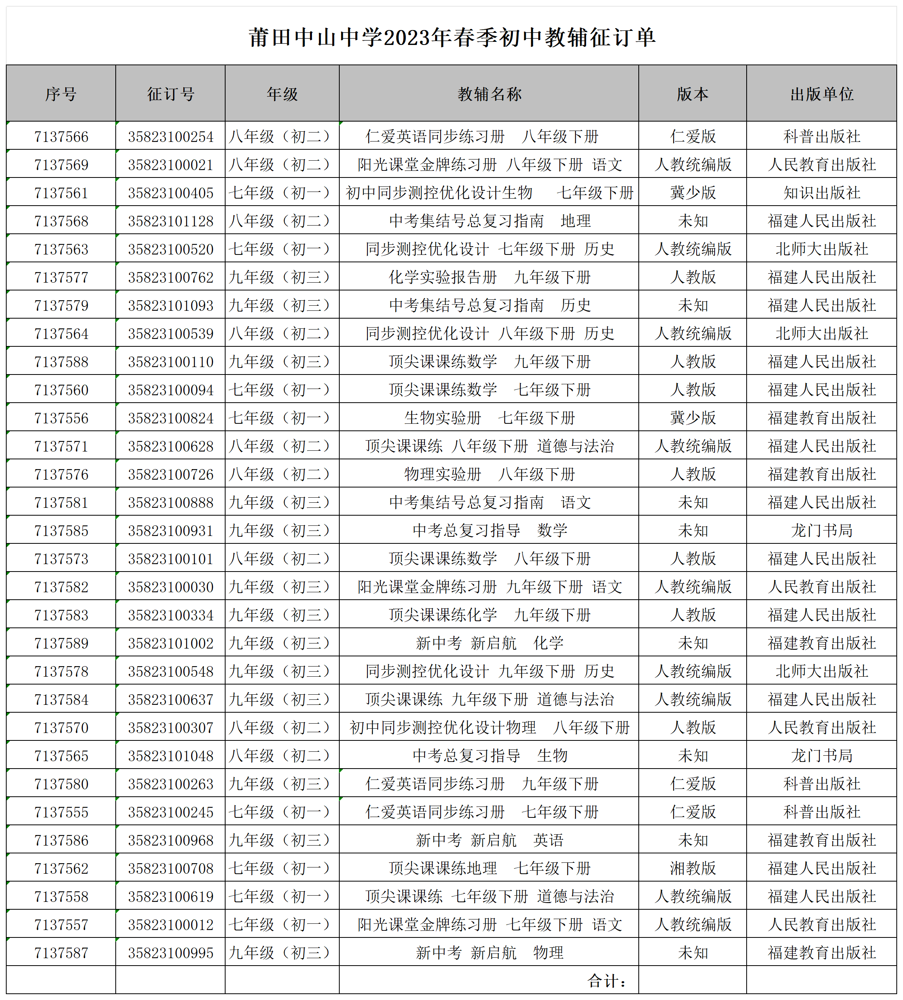 莆田中山中学2023年春季初中教辅征订单
序号 征订号 年级 教辅名称 版本 出版单位
7137566 35823100254 八年级（初二） 仁爱英语同步练习册　八年级下册 仁爱版 科普出版社
7137569 35823100021 八年级（初二） 阳光课堂金牌练习册 八年级下册 语文 人教统编版 人民教育出版社
7137561 35823100405 七年级（初一） 初中同步测控优化设计生物　 七年级下册 冀少版 知识出版社
7137568 35823101128 八年级（初二） 中考集结号总复习指南　地理 未知 福建人民出版社
7137563 35823100520 七年级（初一） 同步测控优化设计 七年级下册 历史 人教统编版 北师大出版社
7137577 35823100762 九年级（初三） 化学实验报告册　九年级下册 人教版 福建人民出版社
7137579 35823101093 九年级（初三） 中考集结号总复习指南　历史 未知 福建人民出版社
7137564 35823100539 八年级（初二） 同步测控优化设计 八年级下册 历史 人教统编版 北师大出版社
7137588 35823100110 九年级（初三） 顶尖课课练数学　九年级下册 人教版 福建人民出版社
7137560 35823100094 七年级（初一） 顶尖课课练数学　七年级下册 人教版 福建人民出版社
7137556 35823100824 七年级（初一） 生物实验册　七年级下册 冀少版 福建教育出版社
7137571 35823100628 八年级（初二） 顶尖课课练 八年级下册 道德与法治 人教统编版 福建人民出版社
7137576 35823100726 八年级（初二） 物理实验册　八年级下册 人教版 福建教育出版社
7137581 35823100888 九年级（初三） 中考集结号总复习指南　语文 未知 福建人民出版社
7137585 35823100931 九年级（初三） 中考总复习指导　数学 未知 龙门书局
7137573 35823100101 八年级（初二） 顶尖课课练数学　八年级下册 人教版 福建人民出版社
7137582 35823100030 九年级（初三） 阳光课堂金牌练习册 九年级下册 语文 人教统编版 人民教育出版社
7137583 35823100334 九年级（初三） 顶尖课课练化学　九年级下册 人教版 福建人民出版社
7137589 35823101002 九年级（初三） 新中考 新启航　化学 未知 福建教育出版社
7137578 35823100548 九年级（初三） 同步测控优化设计 九年级下册 历史 人教统编版 北师大出版社
7137584 35823100637 九年级（初三） 顶尖课课练 九年级下册 道德与法治 人教统编版 福建人民出版社
7137570 35823100307 八年级（初二） 初中同步测控优化设计物理　八年级下册 人教版 人民教育出版社
7137565 35823101048 八年级（初二） 中考总复习指导　生物 未知 龙门书局
7137580 35823100263 九年级（初三） 仁爱英语同步练习册　九年级下册 仁爱版 科普出版社
7137555 35823100245 七年级（初一） 仁爱英语同步练习册　七年级下册 仁爱版 科普出版社
7137586 35823100968 九年级（初三） 新中考 新启航　英语 未知 福建教育出版社
7137562 35823100708 七年级（初一） 顶尖课课练地理　七年级下册 湘教版 福建人民出版社
7137558 35823100619 七年级（初一） 顶尖课课练 七年级下册 道德与法治 人教统编版 福建人民出版社
7137557 35823100012 七年级（初一） 阳光课堂金牌练习册 七年级下册 语文 人教统编版 人民教育出版社
7137587 35823100995 九年级（初三） 新中考 新启航　物理 未知 福建教育出版社
合计：